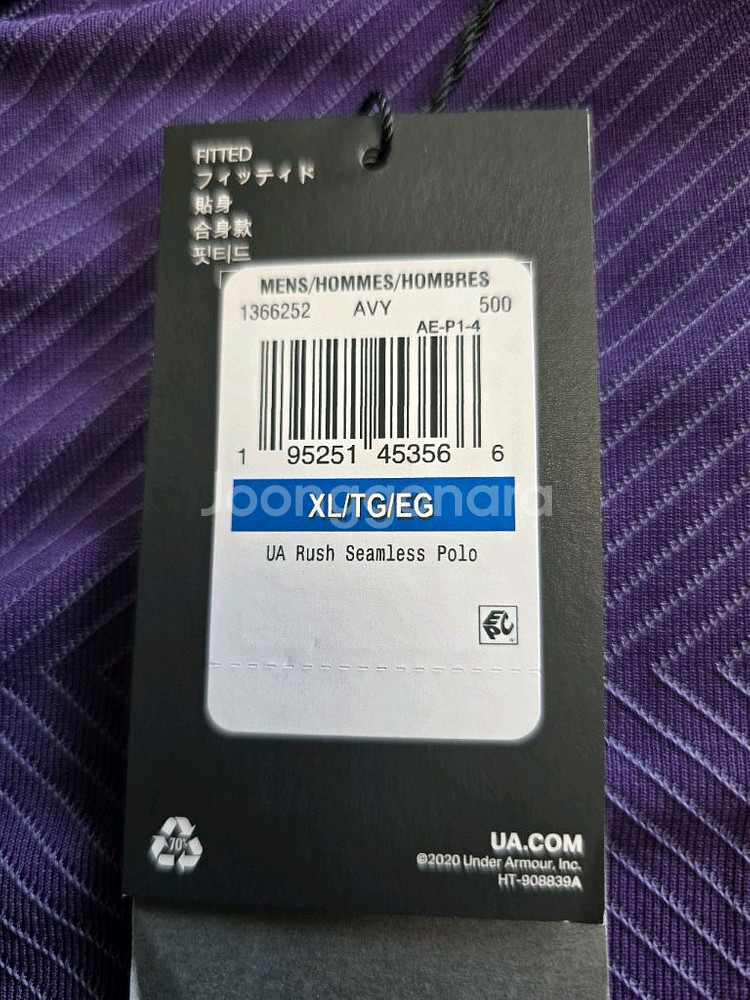 FITTED
フィッティド
貼身
合身款
핏티드
MENS/HOMMES/HOMBRES
1366252 AVY 500
AE-P1-4
1 95251 45356 6
XL/TG/EG
Joonggonara
UA Rush Seamless Polo
EPC
70%
UA.COM
©2020 Under Armour, Inc.
HT-908839A